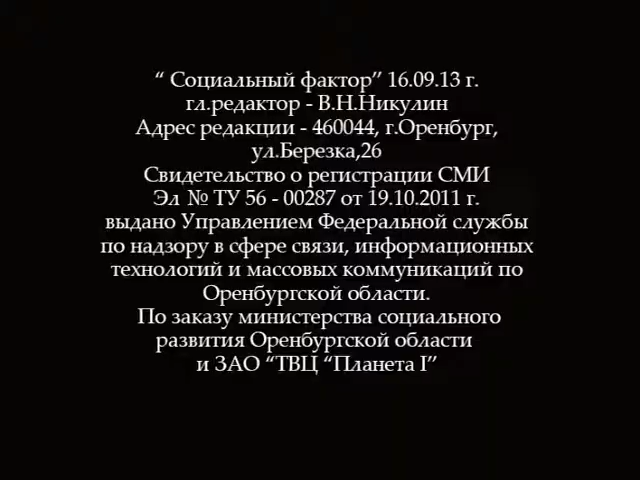 “ Социальный фактор” 16.09.13 г.
гл.редактор - В.Н.Никулин
Адрес редакции - 460044, г.Оренбург,
ул.Березка,26
Свидетельство о регистрации СМИ
Эл № ТУ 56 - 00287 от 19.10.2011 г.
выдано Управлением Федеральной службы
по надзору в сфере связи, информационных
технологий и массовых коммуникаций по
Оренбургской области.
По заказу министерства социального
развития Оренбургской области
и ЗАО “ТВЦ “Планета I”